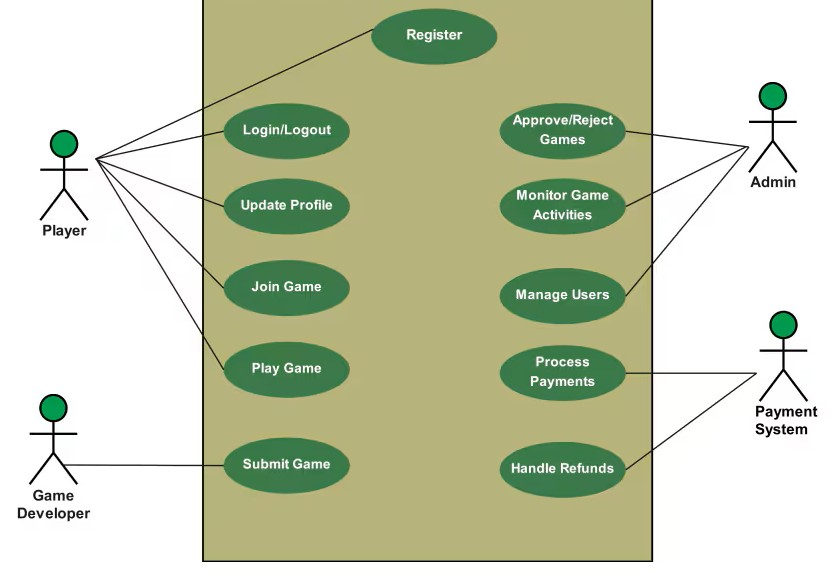 Register
Login/Logout
Approve/Reject
Games
Update Profile
Monitor Game
Activities
Player
Admin
Join Game
Manage Users
Play Game
Process
Payments
Payment
System
Submit Game
Handle Refunds
Game
Developer